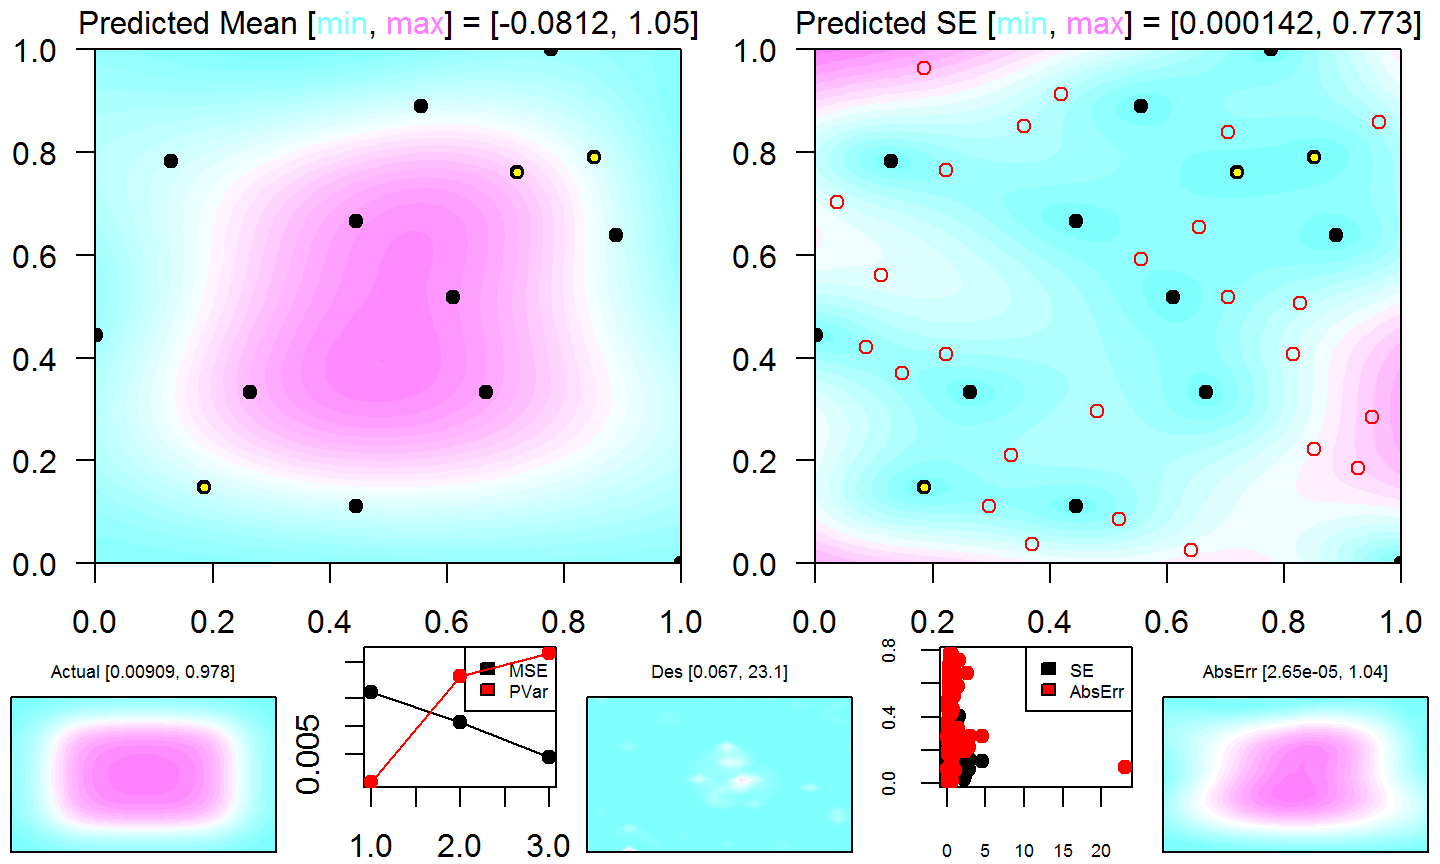 Predicted Mean [min, max] = [-0.0812, 1.05]
Predicted SE [min, max] = [0.000142, 0.773]
1.0
0.8
0.6
0.4
0.2
0.0
0.0 0.2 0.4 0.6 0.8 1.0
1.0
0.8
0.6
0.4
0.2
0.0
0.0 0.2 0.4 0.6 0.8 1.0
Actual [0.00909, 0.978]
0.005
MSE
PVar
1.0 2.0 3.0
Des [0.067, 23.1]
0.8
0.4
0.0
SE
AbsErr
0 5 10 15 20
AbsErr [2.65e-05, 1.04]